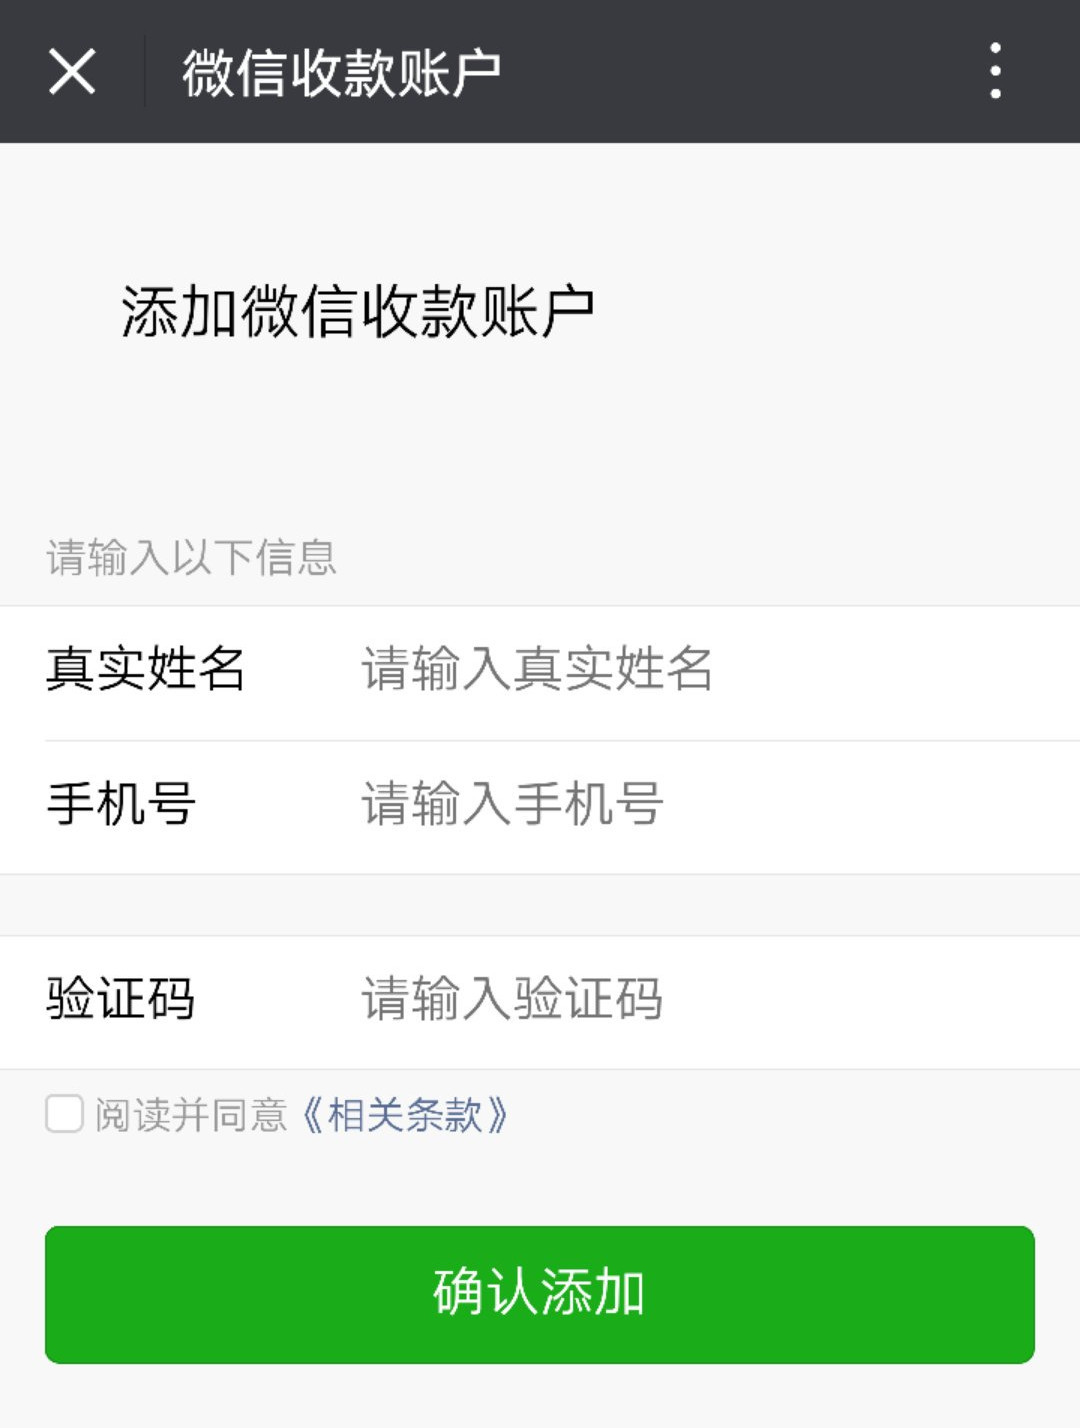 微信收款账户
添加微信收款账户
请输入以下信息
真实姓名 请输入真实姓名
手机号 请输入手机号
验证码 请输入验证码
阅读并同意《相关条款》
确认添加